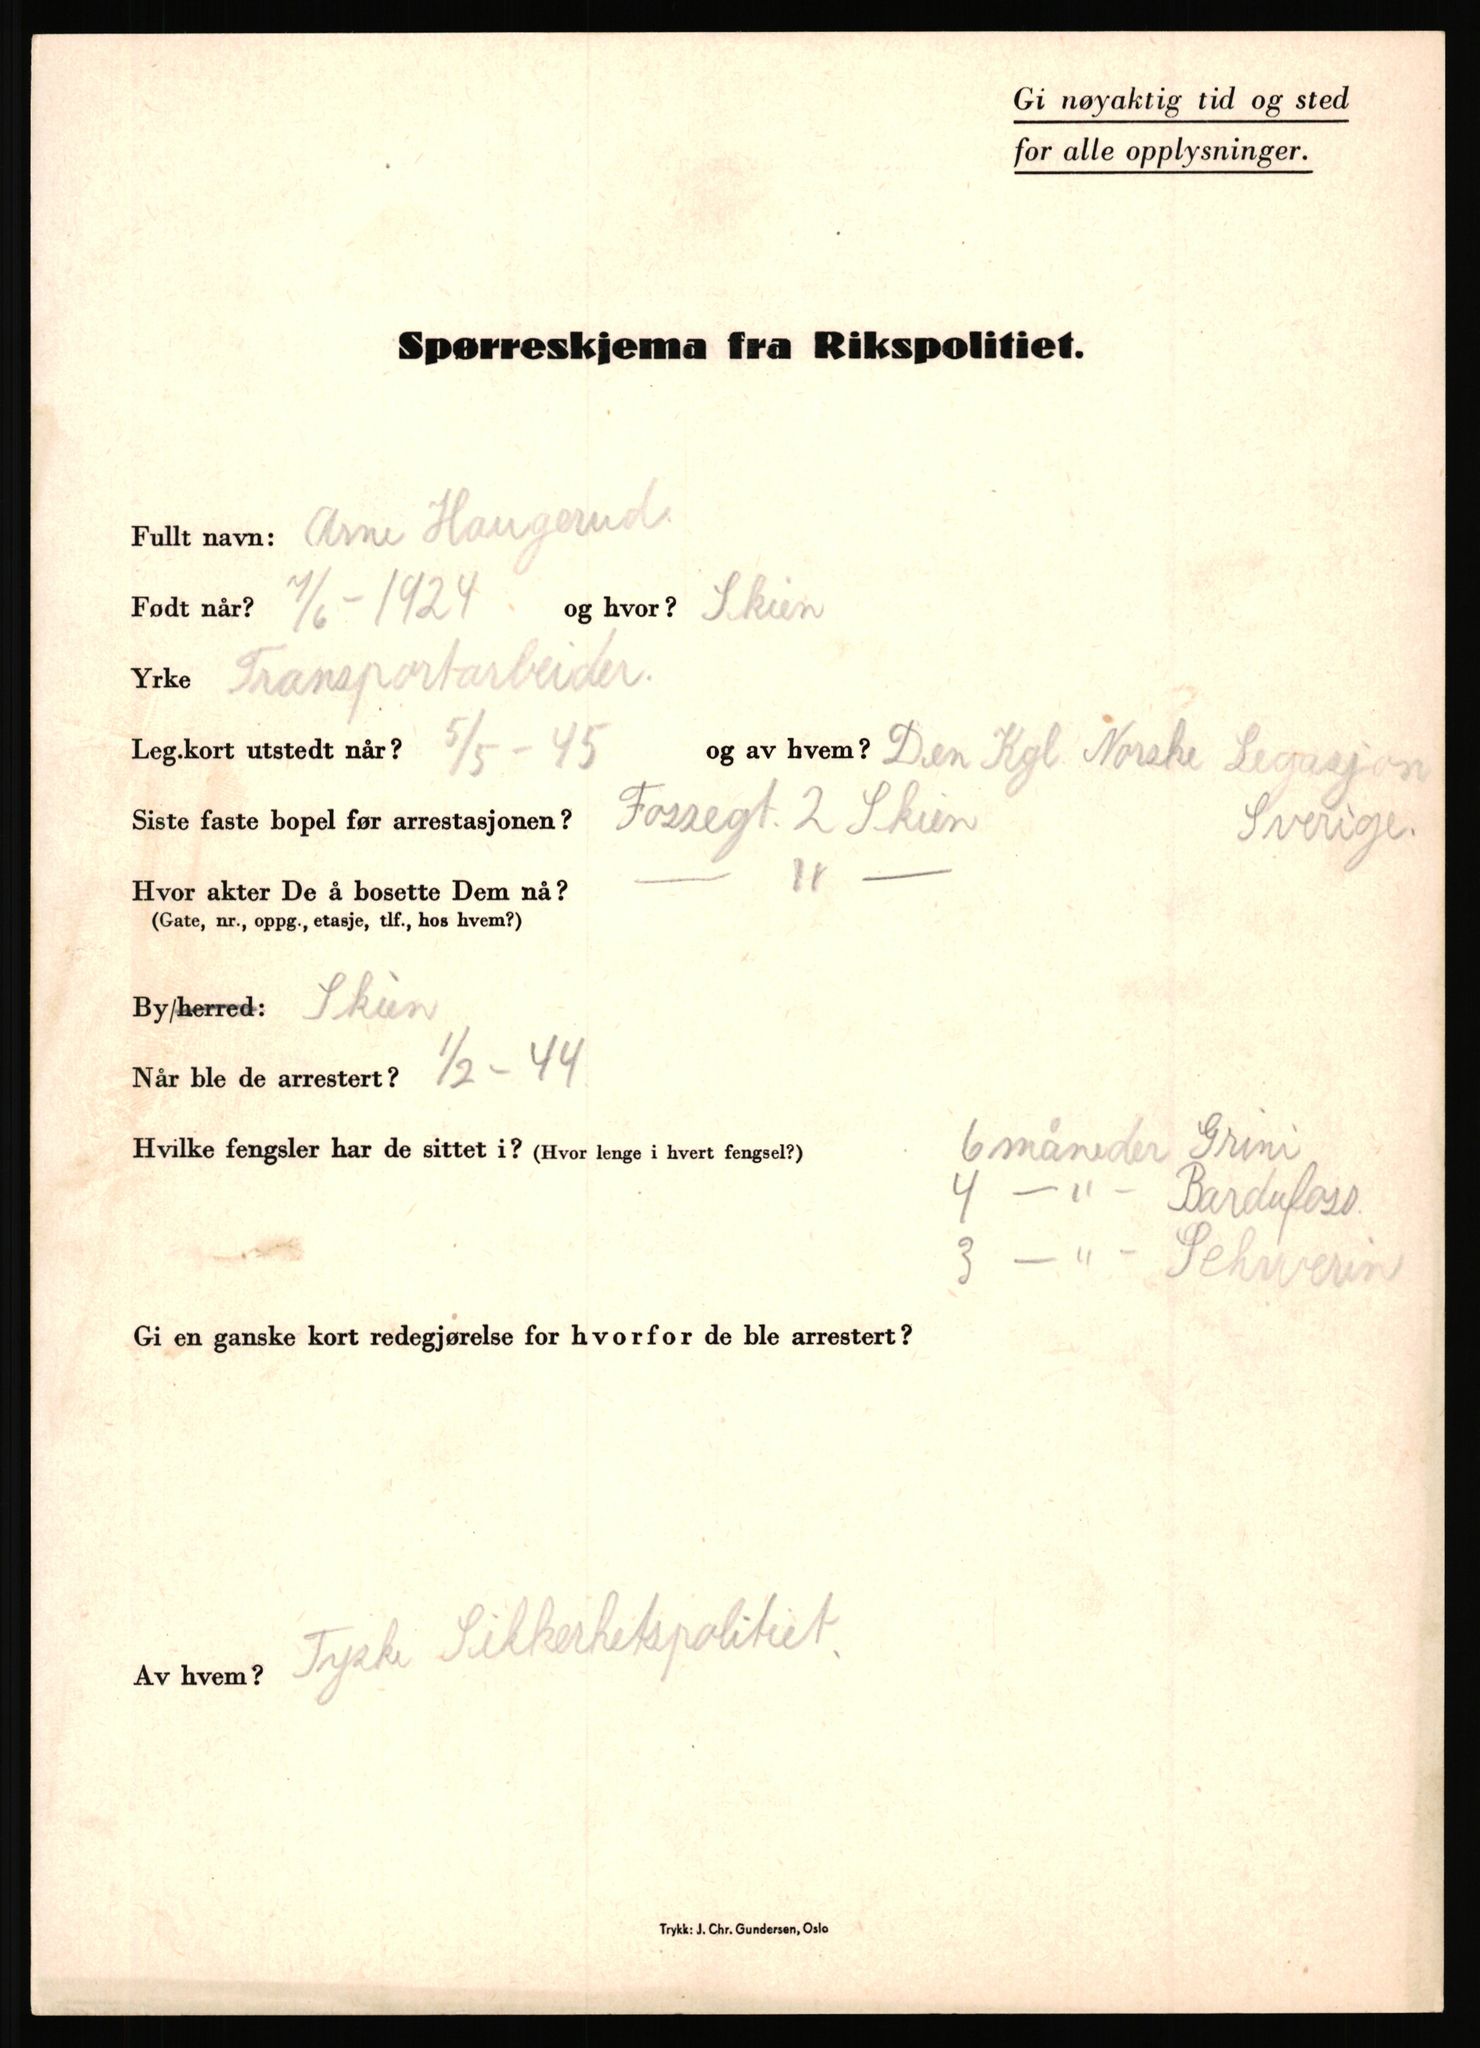 Gi nøyaktig tid og sted
for alle opplysninger.
Spørreskjema fra Rikspolitiet.
Fullt navn: Arne Haugerud.
Født når? 7/6 - 1924 og hvor? Skien
Yrke Transportarbeider.
Leg.kort utstedt når? 5/5 - 45 og av hvem? Den Kgl. Norske Legasjon
Siste faste bopel før arrestasjonen? Fossegt. 2 Skien Sverige.
Hvor akter De å bosette Dem nå? — " —
(Gate, nr., oppg., etasje, tlf., hos hvem?)
By/herred: Skien
Når ble de arrestert? 1/2 - 44
Hvilke fengsler har de sittet i? (Hvor lenge i hvert fengsel?) 6 måneder Grini
4 — " - Bardufoss.
3 — " - Schwerin
Gi en ganske kort redegjørelse for hvorfor de ble arrestert?
Av hvem? Tyske Sikkerhetspolitiet.
Trykk: J. Chr. Gundersen, Oslo